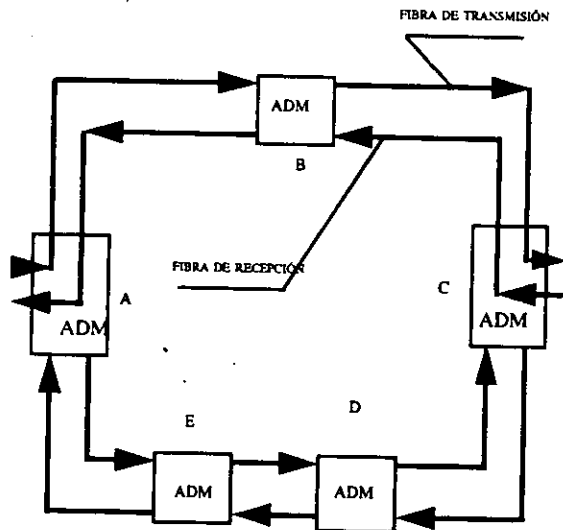 FIBRA DE TRANSMISIÓN
ADM
B
FIBRA DE RECEPCIÓN
A
C
ADM
ADM
E
D
ADM
ADM